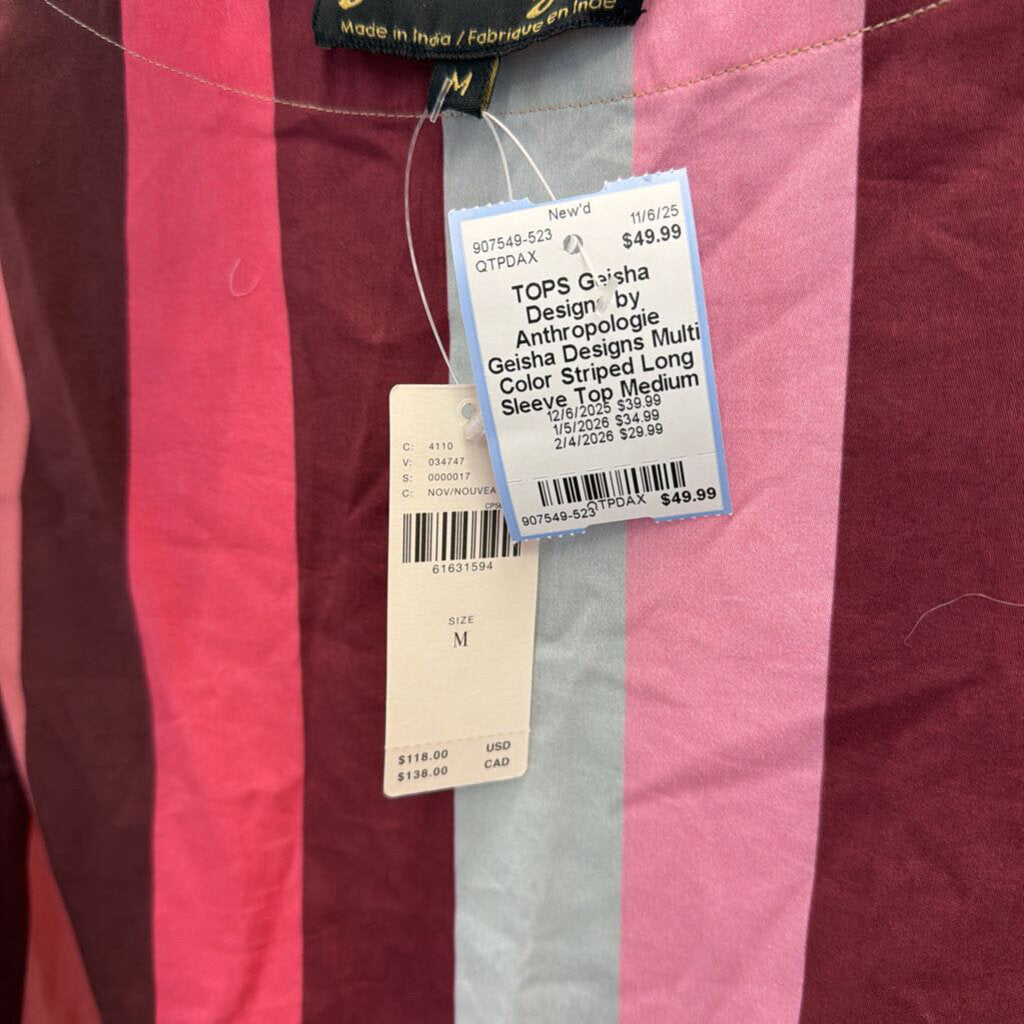 Made in India / Fabriqué en Inde
M
New'd
907549-523
11/6/25
QTPDAX
$49.99
TOPS Geisha
Designs by
Anthropologie
Geisha Designs Multi
Color Striped Long
Sleeve Top Medium
12/6/2025 $39.99
1/5/2026 $34.99
2/4/2026 $29.99
907549-523
QTPDAX
$49.99
C: 4110
V: 034747
S: 0000017
C: NOV/NOUVEA
61631594
SIZE
M
$118.00 USD
$138.00 CAD